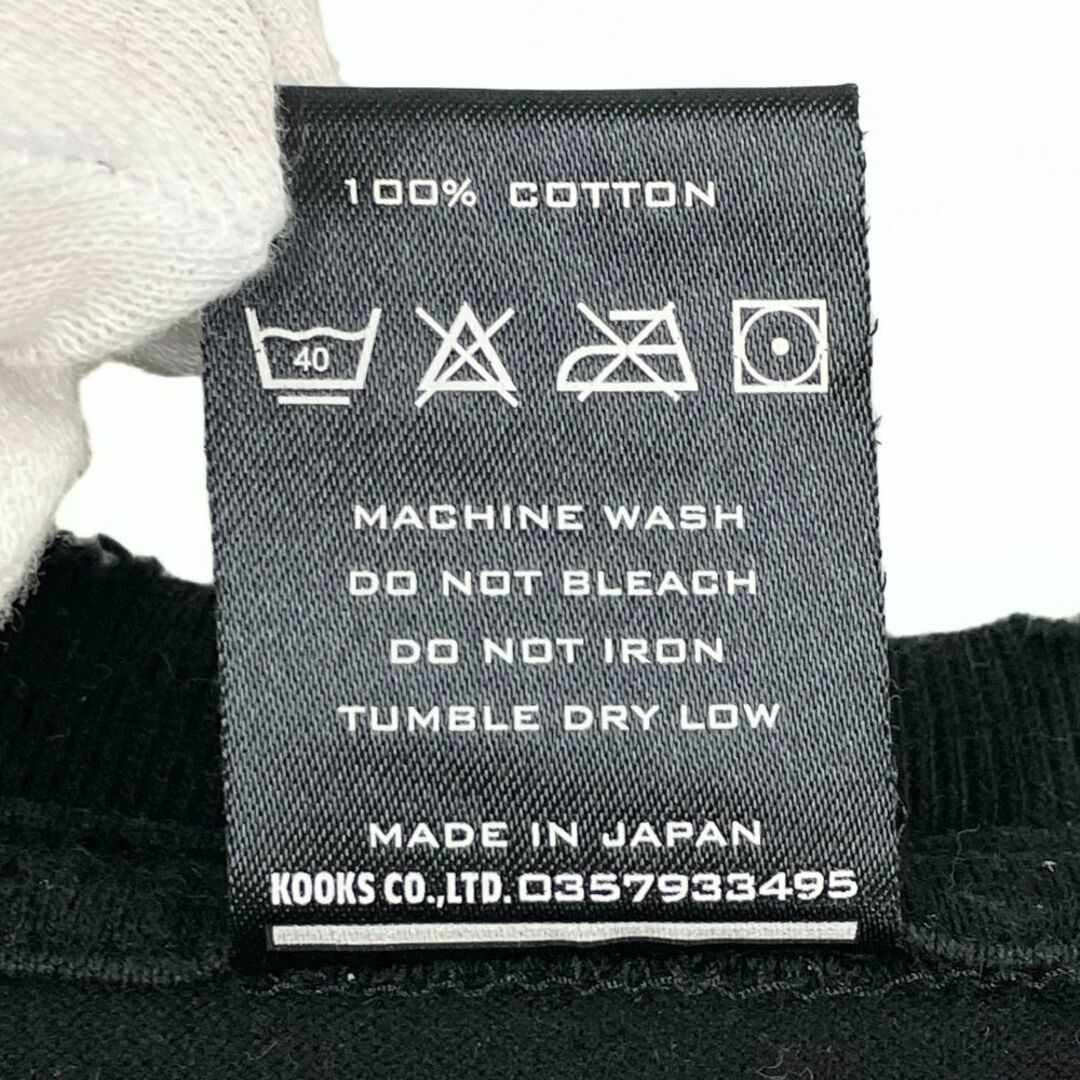 100% COTTON
40
MACHINE WASH
DO NOT BLEACH
DO NOT IRON
TUMBLE DRY LOW
MADE IN JAPAN
KOOKS CO.,LTD. 0357933495